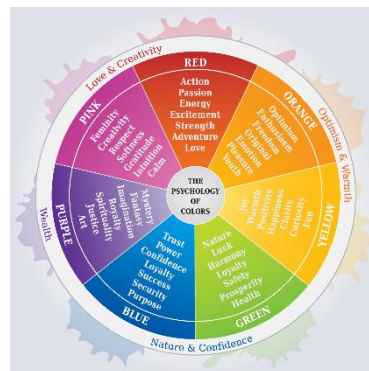 THE
PSYCHOLOGY
OF
COLORS
Love & Creativity
Optimism & Warmth
Nature & Confidence
Wealth
RED
Action
Passion
Energy
Excitement
Strength
Adventure
Love
ORANGE
Optimism
Enthusiasm
Freedom
Original
Emotion
Pleasure
Youth
YELLOW
Joy
Warmth
Positivity
Happiness
Clarity
Curiosity
Fun
GREEN
Nature
Luck
Harmony
Loyalty
Safety
Prosperity
Health
BLUE
Trust
Power
Confidence
Loyalty
Success
Security
Purpose
PURPLE
Mystery
Fantasy
Imagination
Royalty
Spirituality
Justice
Art
PINK
Feminity
Creativity
Respect
Softness
Gratitude
Intuition
Calm